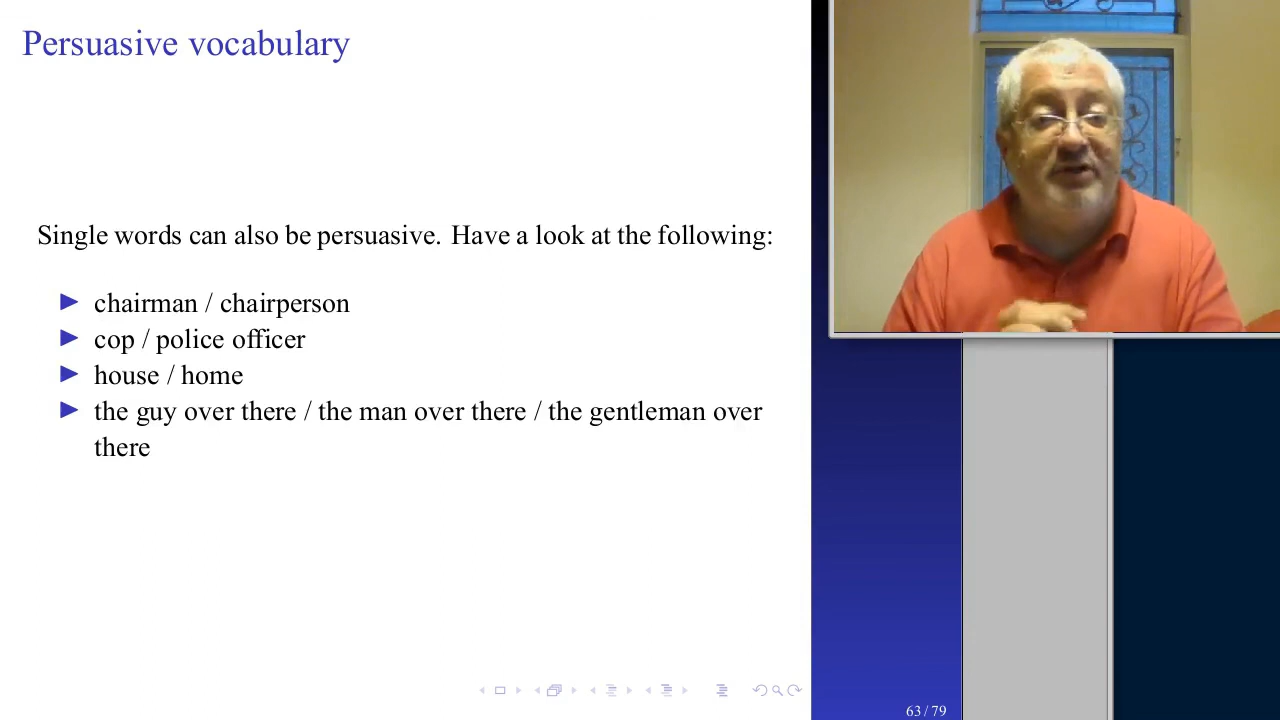 Persuasive vocabulary
Single words can also be persuasive. Have a look at the following:
chairman / chairperson
cop / police officer
house / home
the guy over there / the man over there / the gentleman over
there
63 / 79